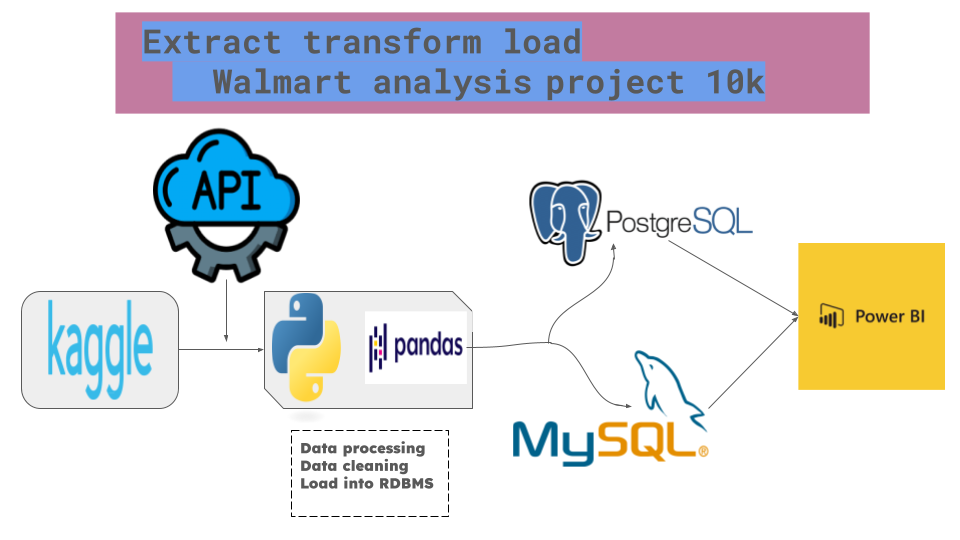 Extract transform load
Walmart analysis project 10k
API
PostgreSQL
kaggle
pandas
Power BI
MySQL®
Data processing
Data cleaning
Load into RDBMS